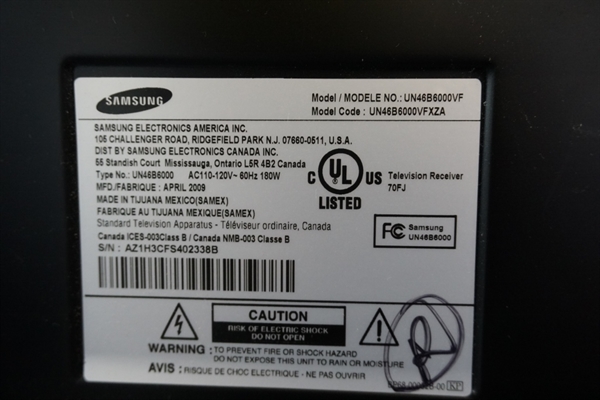 SAMSUNG
Model / MODELE NO.: UN46B6000VF
Model Code : UN46B6000VFXZA
SAMSUNG ELECTRONICS AMERICA INC.
105 CHALLENGER ROAD, RIDGEFIELD PARK N.J. 07660-0511, U.S.A.
DIST BY SAMSUNG ELECTRONICS CANADA INC.
55 Standish Court Mississauga, Ontario L5R 4B2 Canada
Type No.: UN46B6000 AC110-120V~ 60Hz 180W
MFD./FABRIQUE : APRIL 2009
MADE IN TIJUANA MEXICO(SAMEX)
FABRIQUE AU TIJUANA MEXIQUE(SAMEX)
Standard Television Apparatus - Téléviseur ordinaire, Canada
Canada ICES-003Class B / Canada NMB-003 Classe B
S/N : AZ1H3CFS402338B
C UL US
LISTED
Television Receiver
70FJ
FC Samsung
UN46B6000
CAUTION
RISK OF ELECTRIC SHOCK
DO NOT OPEN
WARNING : TO PREVENT FIRE OR SHOCK HAZARD
DO NOT EXPOSE THIS UNIT TO RAIN OR MOISTURE
AVIS : RISQUE DE CHOC ELECTRIQUE - NE PAS OUVRIR
KP